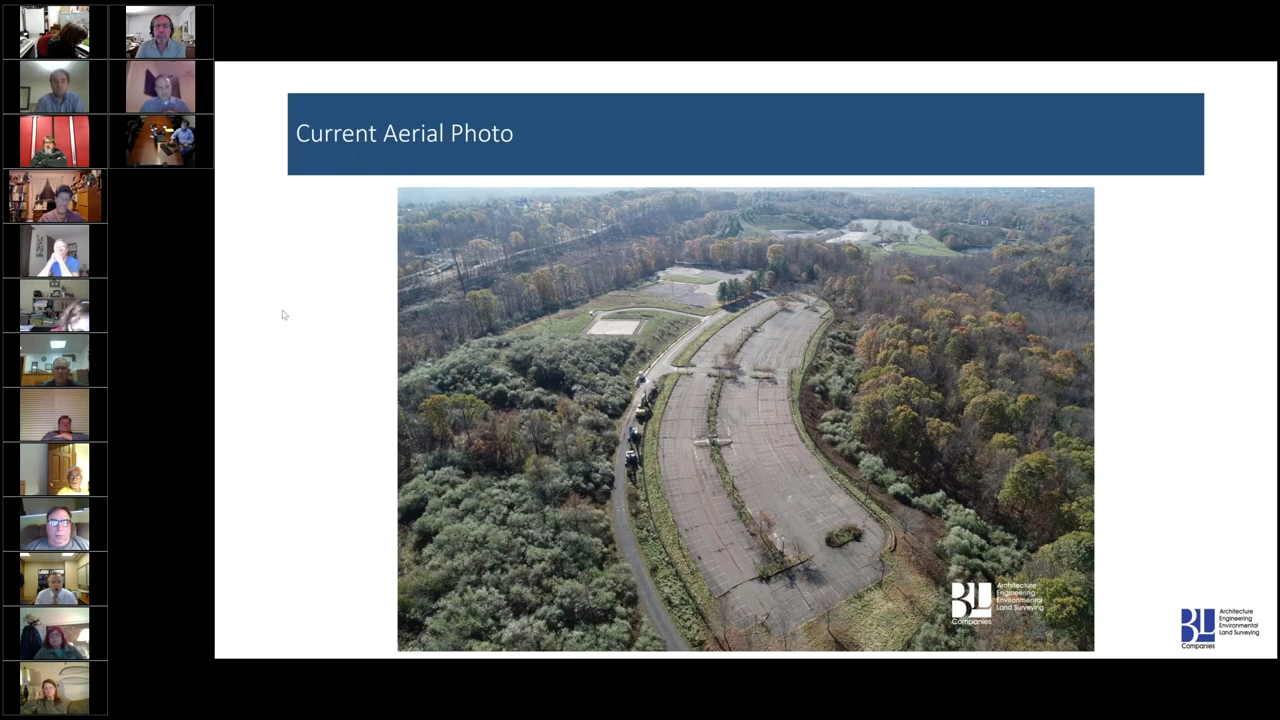 Current Aerial Photo
BL
Companies
Architecture
Engineering
Environmental
Land Surveying
BL
Companies
Architecture
Engineering
Environmental
Land Surveying